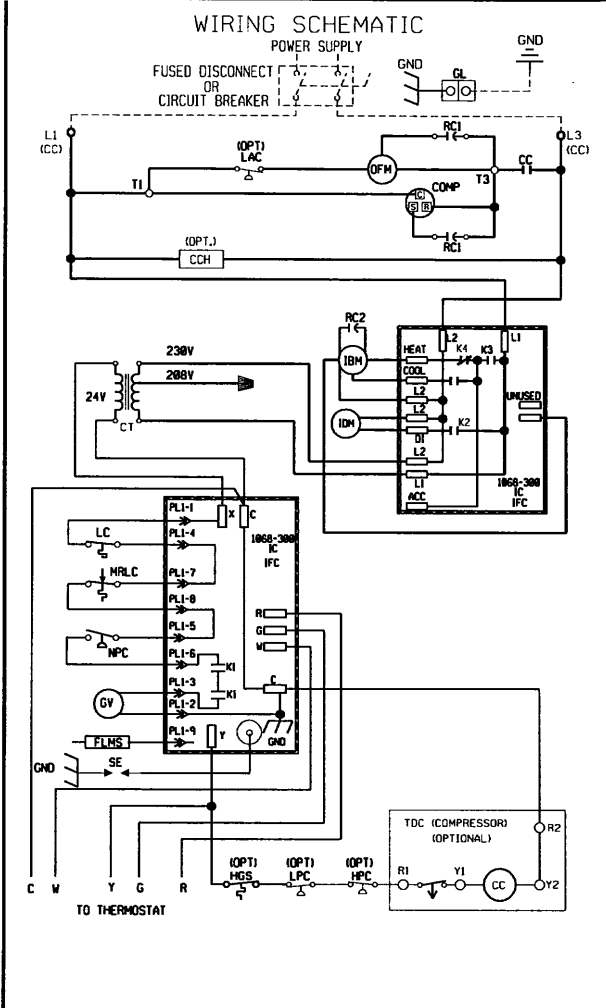 WIRING SCHEMATIC
POWER SUPPLY
FUSED DISCONNECT
OR
CIRCUIT BREAKER
GND
GL
GND
L1
(CC)
L3
(CC)
(OPT)
LAC
RC1
OFM
T3
CC
T1
COMP
C
S R
RC1
(OPT.)
CCH
RC2
IBM
IDM
L2
L1
HEAT
K4
K3
COOL
L2
L2
UNUSED
DI
K2
L2
L1
ACC
1068-300
IC
IFC
230V
208V
24V
CT
PL1-1
X
C
PL1-4
1068-300
IC
IFC
LC
MRLC
PL1-7
PL1-8
R
PL1-5
G
NPC
W
PL1-6
K1
PL1-3
K1
C
GV
PL1-2
PL1-9
Y
GND
FLMS
GND
SE
TDC (COMPRESSOR)
(OPTIONAL)
R2
(OPT)
HGS
(OPT)
LPC
(OPT)
HPC
R1
Y1
CC
Y2
C W Y G R
TO THERMOSTAT